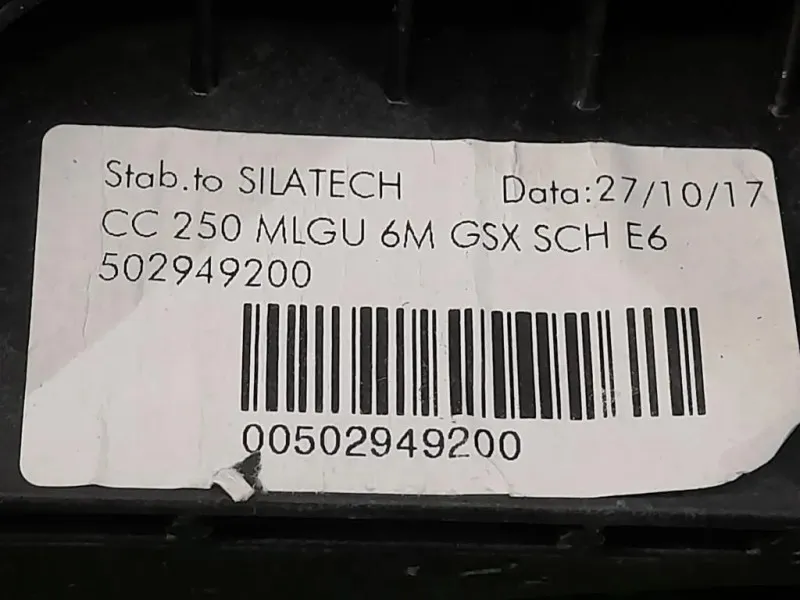 Stab.to SILATECH Data:27/10/17
CC 250 MLGU 6M GSX SCH E6
502949200
00502949200